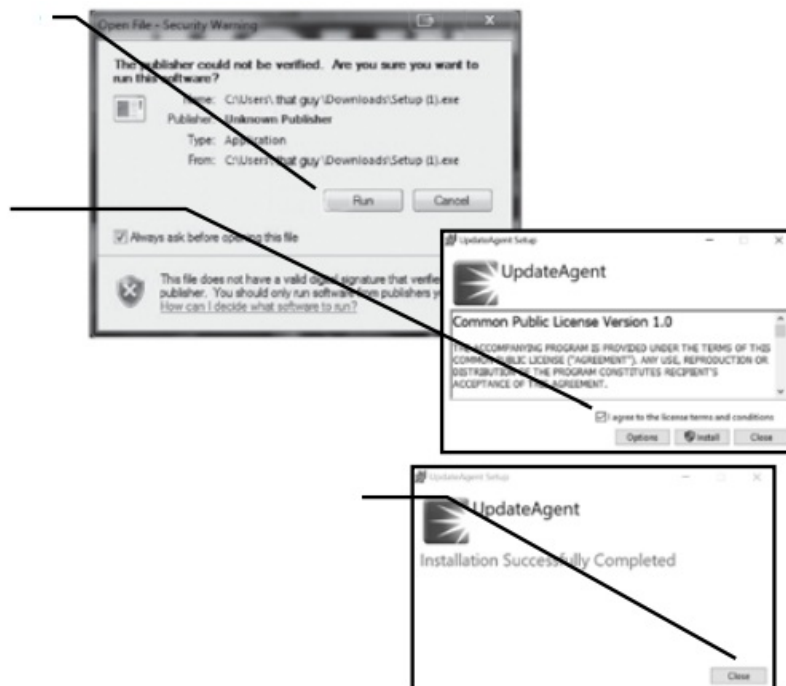 Open File - Security Warning
The publisher could not be verified. Are you sure you want to
run this software?
Name: C:\Users\ that guy \Downloads\Setup (1).exe
Publisher: Unknown Publisher
Type: Application
From: C:\Users\ that guy \Downloads\Setup (1).exe
Run Cancel
Always ask before opening this file
This file does not have a valid digital signature that verifie
publisher. You should only run software from publishers y
How can I decide what software to run?
UpdateAgent Setup
UpdateAgent
Common Public License Version 1.0
THE ACCOMPANYING PROGRAM IS PROVIDED UNDER THE TERMS OF THIS
COMMON PUBLIC LICENSE ("AGREEMENT"). ANY USE, REPRODUCTION OR
DISTRIBUTION OF THE PROGRAM CONSTITUTES RECIPIENT'S
ACCEPTANCE OF THIS AGREEMENT.
I agree to the license terms and conditions
Options Install Close
UpdateAgent Setup
UpdateAgent
Installation Successfully Completed
Close